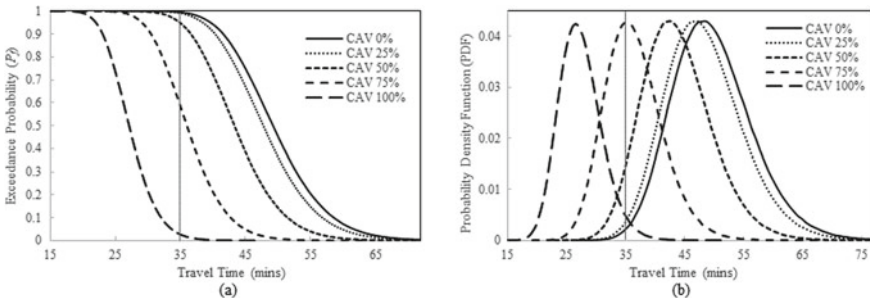 Exceedance Probability (Pf)
1
0.9
0.8
0.7
0.6
0.5
0.4
0.3
0.2
0.1
0
CAV 0%
CAV 25%
CAV 50%
CAV 75%
CAV 100%
15
25
35
45
55
65
Travel Time (mins)
(a)
Probability Density Function (PDF)
0.04
0.03
0.02
0.01
0
CAV 0%
CAV 25%
CAV 50%
CAV 75%
CAV 100%
15
25
35
45
55
65
75
Travel Time (mins)
(b)